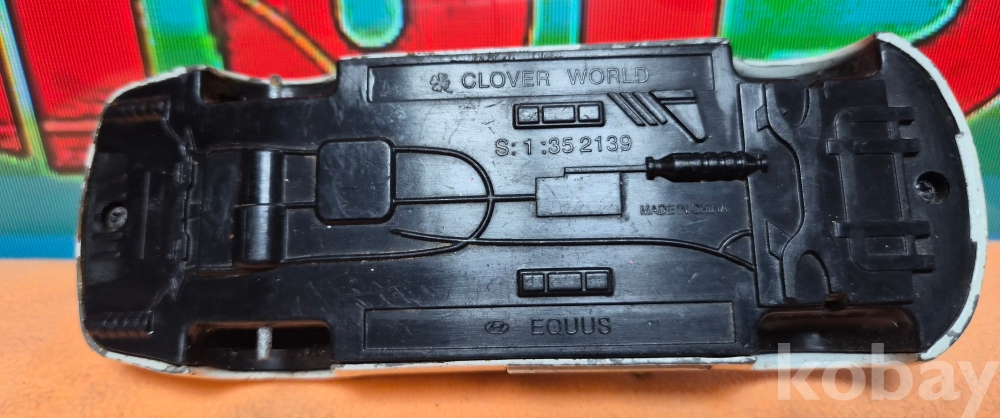 CLOVER WORLD
S: 1:35 2139
MADE IN CHINA
EQUUS
kobay